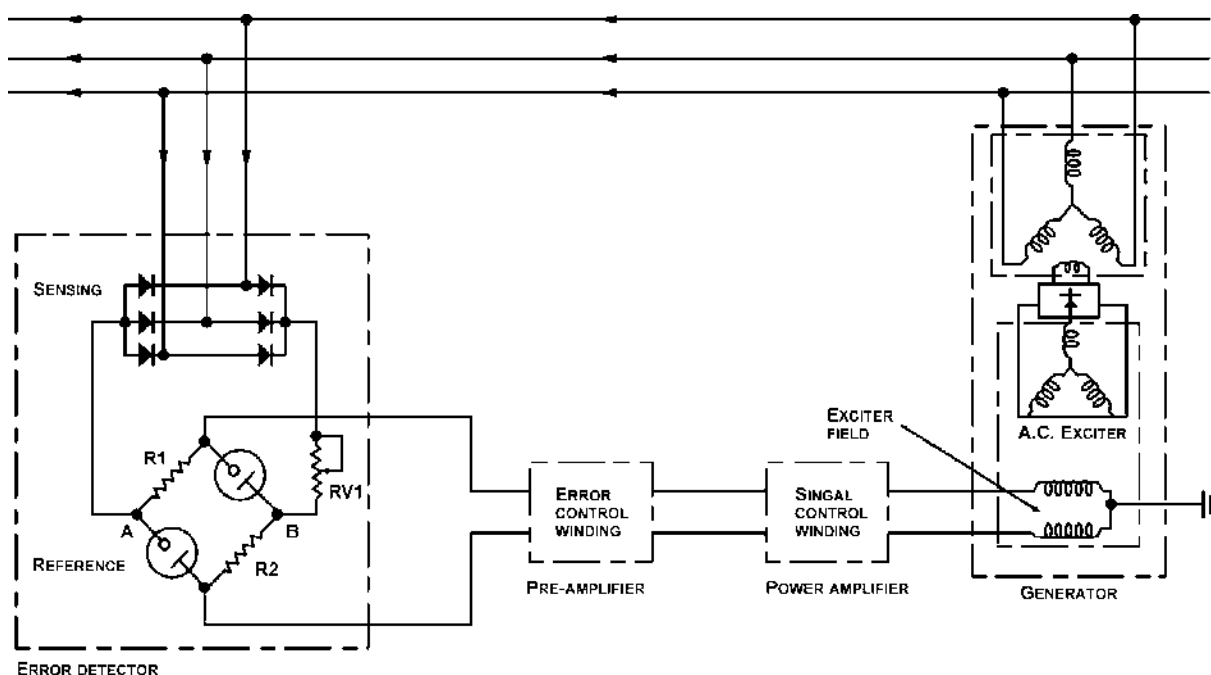 SENSING
R1
RV1
A
B
REFERENCE
R2
ERROR DETECTOR
ERROR
CONTROL
WINDING
PRE-AMPLIFIER
SINGAL
CONTROL
WINDING
POWER AMPLIFIER
EXCITER
FIELD
A.C. EXCITER
GENERATOR